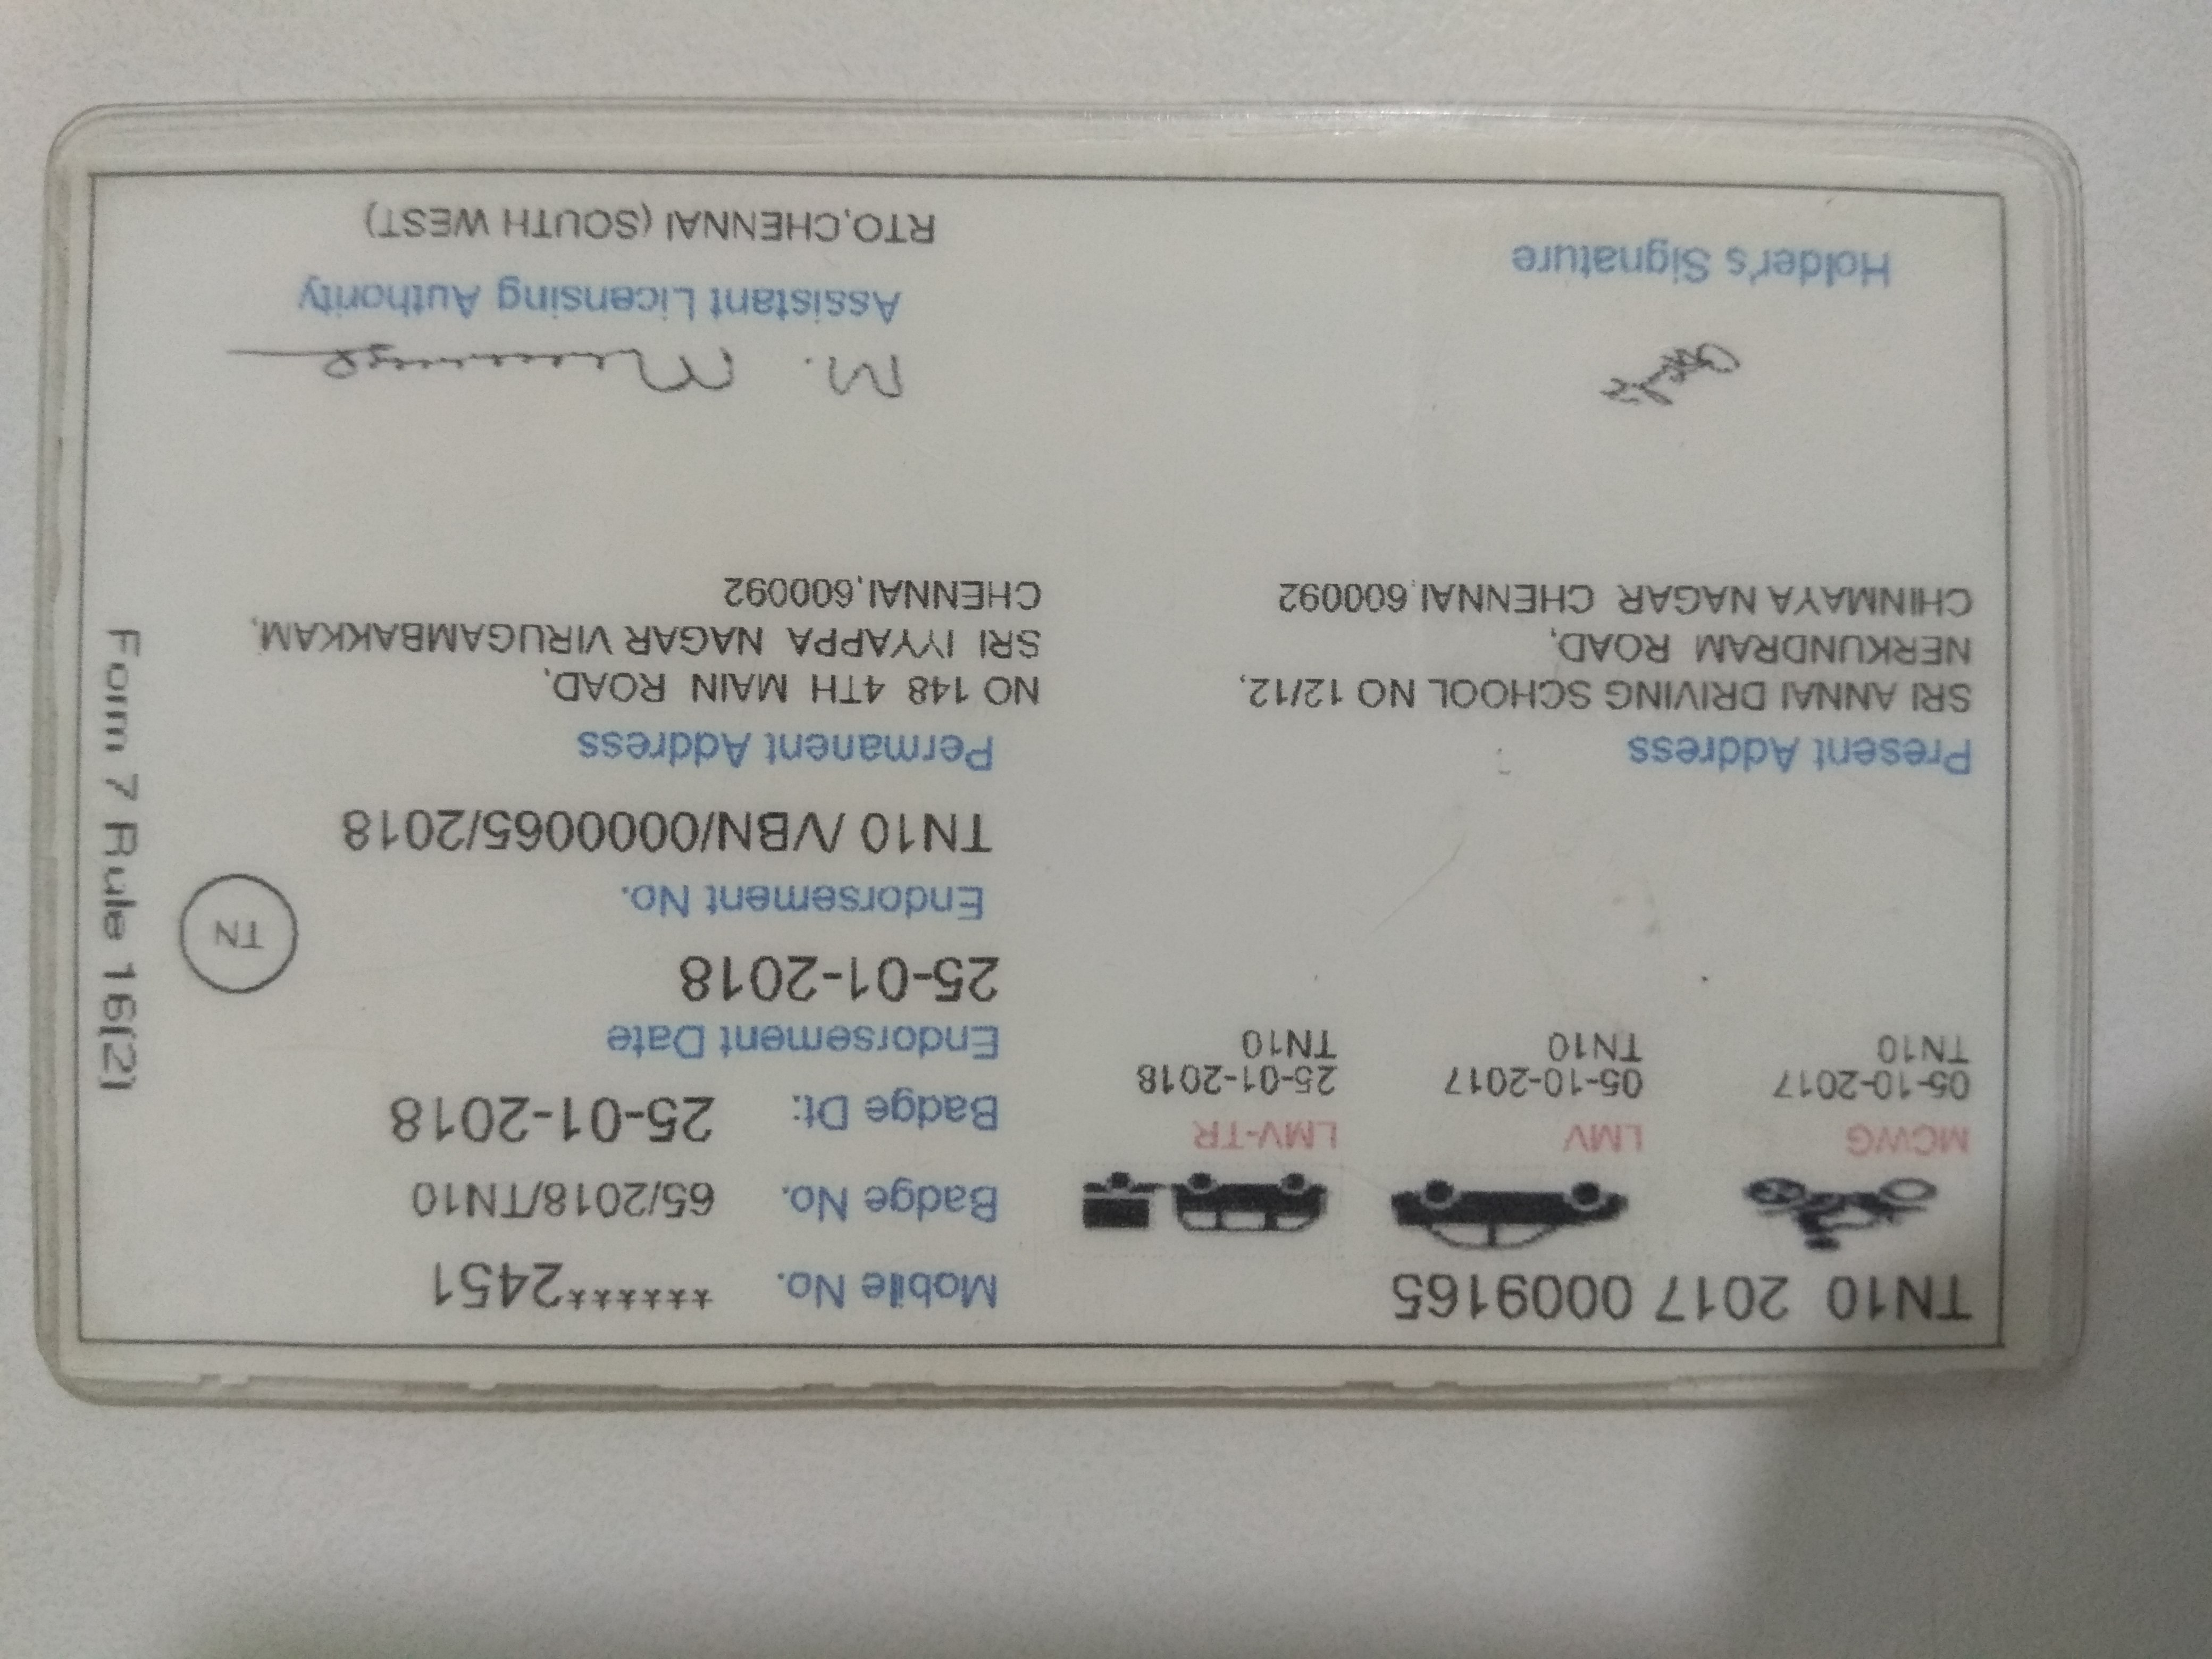 TN10 2017 0009165
MCWG
05-10-2017
TN10
LMV
05-10-2017
TN10
LMV-TR
25-01-2018
TN10
Mobile No. ******2451
Badge No. 65/2018/TN10
Badge Dt: 25-01-2018
Endorsement Date
25-01-2018
Endorsement No.
TN10 /VBN/0000065/2018
TN
Form 7 Rule 16(2)
Present Address
SRI ANNAI DRIVING SCHOOL NO 12/12,
NERKUNDRAM ROAD,
CHINMAYA NAGAR CHENNAI,600092
Permanent Address
NO 148 4TH MAIN ROAD,
SRI IYYAPPA NAGAR VIRUGAMBAKKAM,
CHENNAI,600092
Holder's Signature
Assistant Licensing Authority
RTO,CHENNAI (SOUTH WEST)